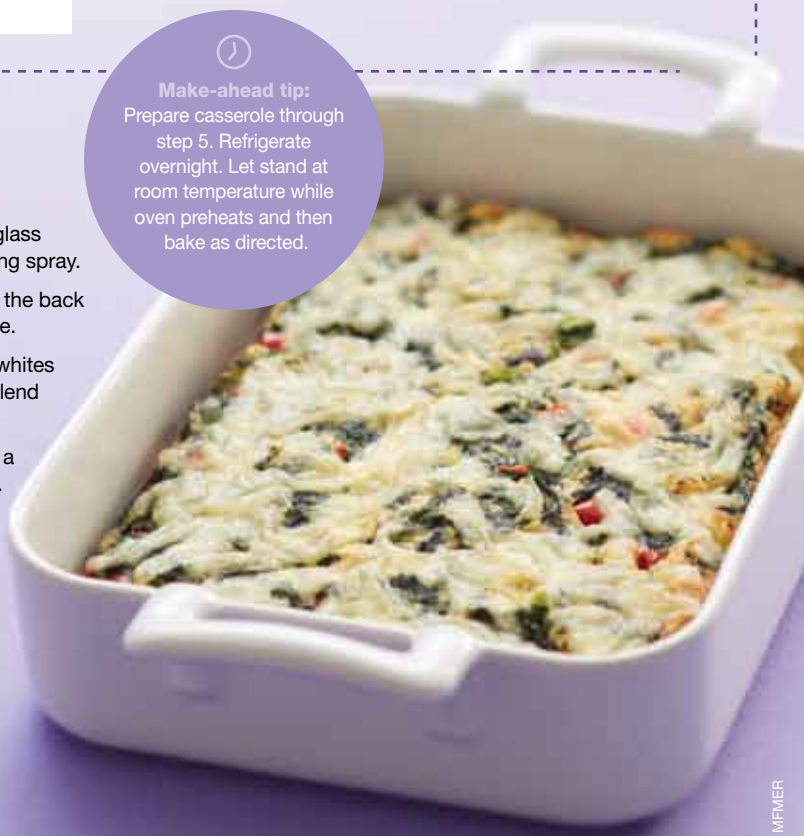 Make-ahead tip:
Prepare casserole through
step 5. Refrigerate
overnight. Let stand at
room temperature while
oven preheats and then
bake as directed.
glass
ng spray.
the back
e.
whites
lend
a
.
MFMER